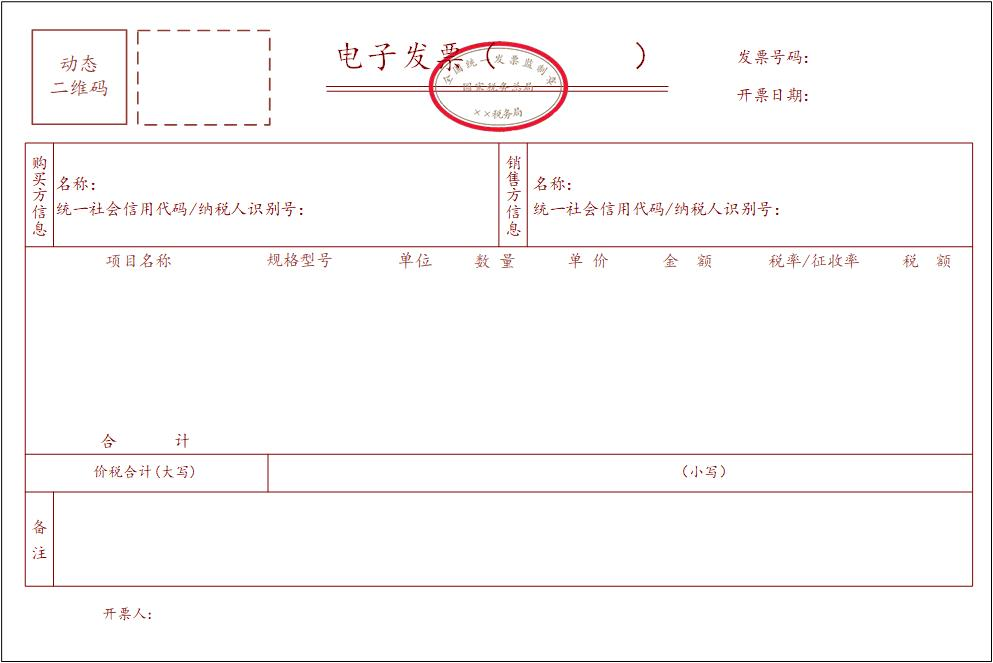 动态
二维码
电子发票（ ）
全国统一发票监制章
国家税务总局
××税务局
发票号码：
开票日期：
购买方信息
名称：
统一社会信用代码/纳税人识别号：
销售方信息
名称：
统一社会信用代码/纳税人识别号：
项目名称 规格型号 单位 数 量 单 价 金 额 税率/征收率 税 额
合 计
价税合计(大写) （小写）
备注
开票人：